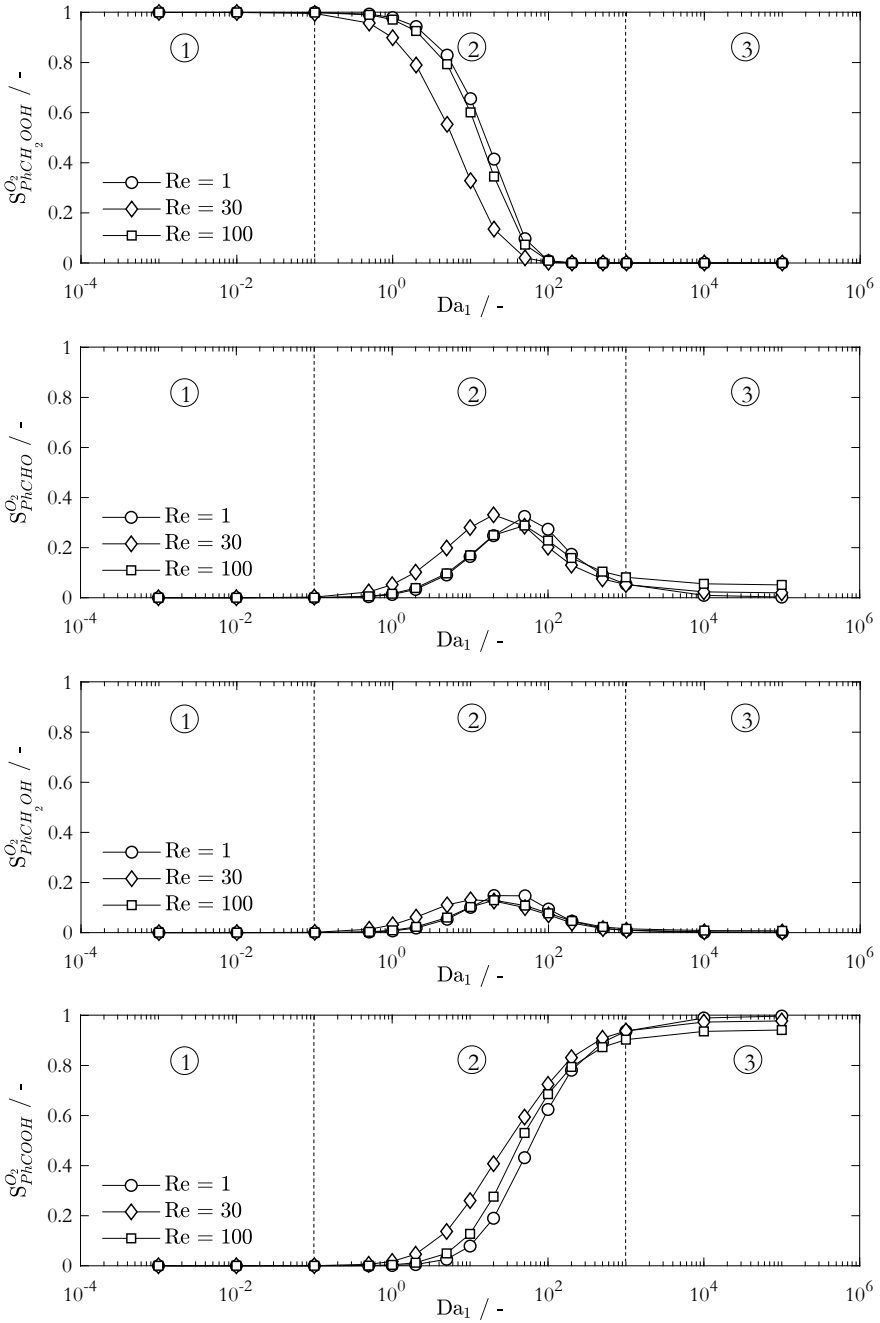 S^{O_2}_{PhCH_2OOH} / -
1
0.8
0.6
0.4
0.2
0
① ② ③
Re = 1
Re = 30
Re = 100
10^{-4} 10^{-2} 10^0 10^2 10^4 10^6
Da_1 / -
S^{O_2}_{PhCHO} / -
1
0.8
0.6
0.4
0.2
0
① ② ③
Re = 1
Re = 30
Re = 100
10^{-4} 10^{-2} 10^0 10^2 10^4 10^6
Da_1 / -
S^{O_2}_{PhCH_2OH} / -
1
0.8
0.6
0.4
0.2
0
① ② ③
Re = 1
Re = 30
Re = 100
10^{-4} 10^{-2} 10^0 10^2 10^4 10^6
Da_1 / -
S^{O_2}_{PhCOOH} / -
1
0.8
0.6
0.4
0.2
0
① ② ③
Re = 1
Re = 30
Re = 100
10^{-4} 10^{-2} 10^0 10^2 10^4 10^6
Da_1 / -